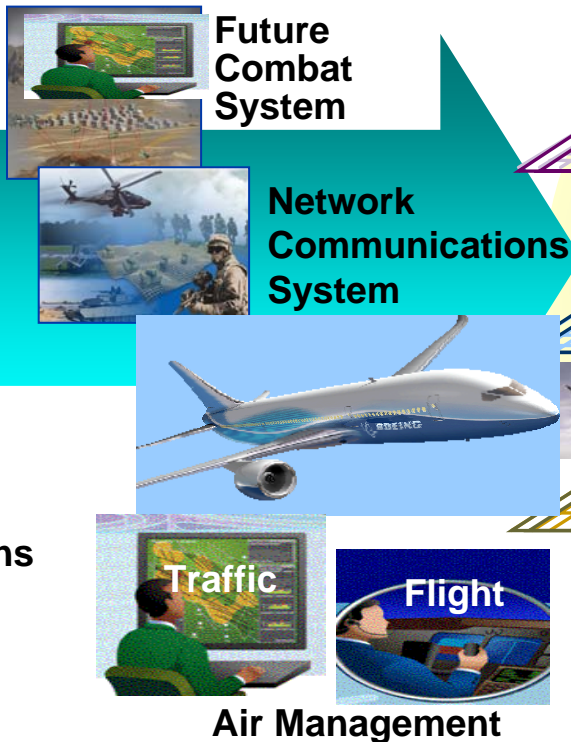 Future
Combat
System
Network
Communications
System
BOEING
ns
Traffic
Flight
Air Management